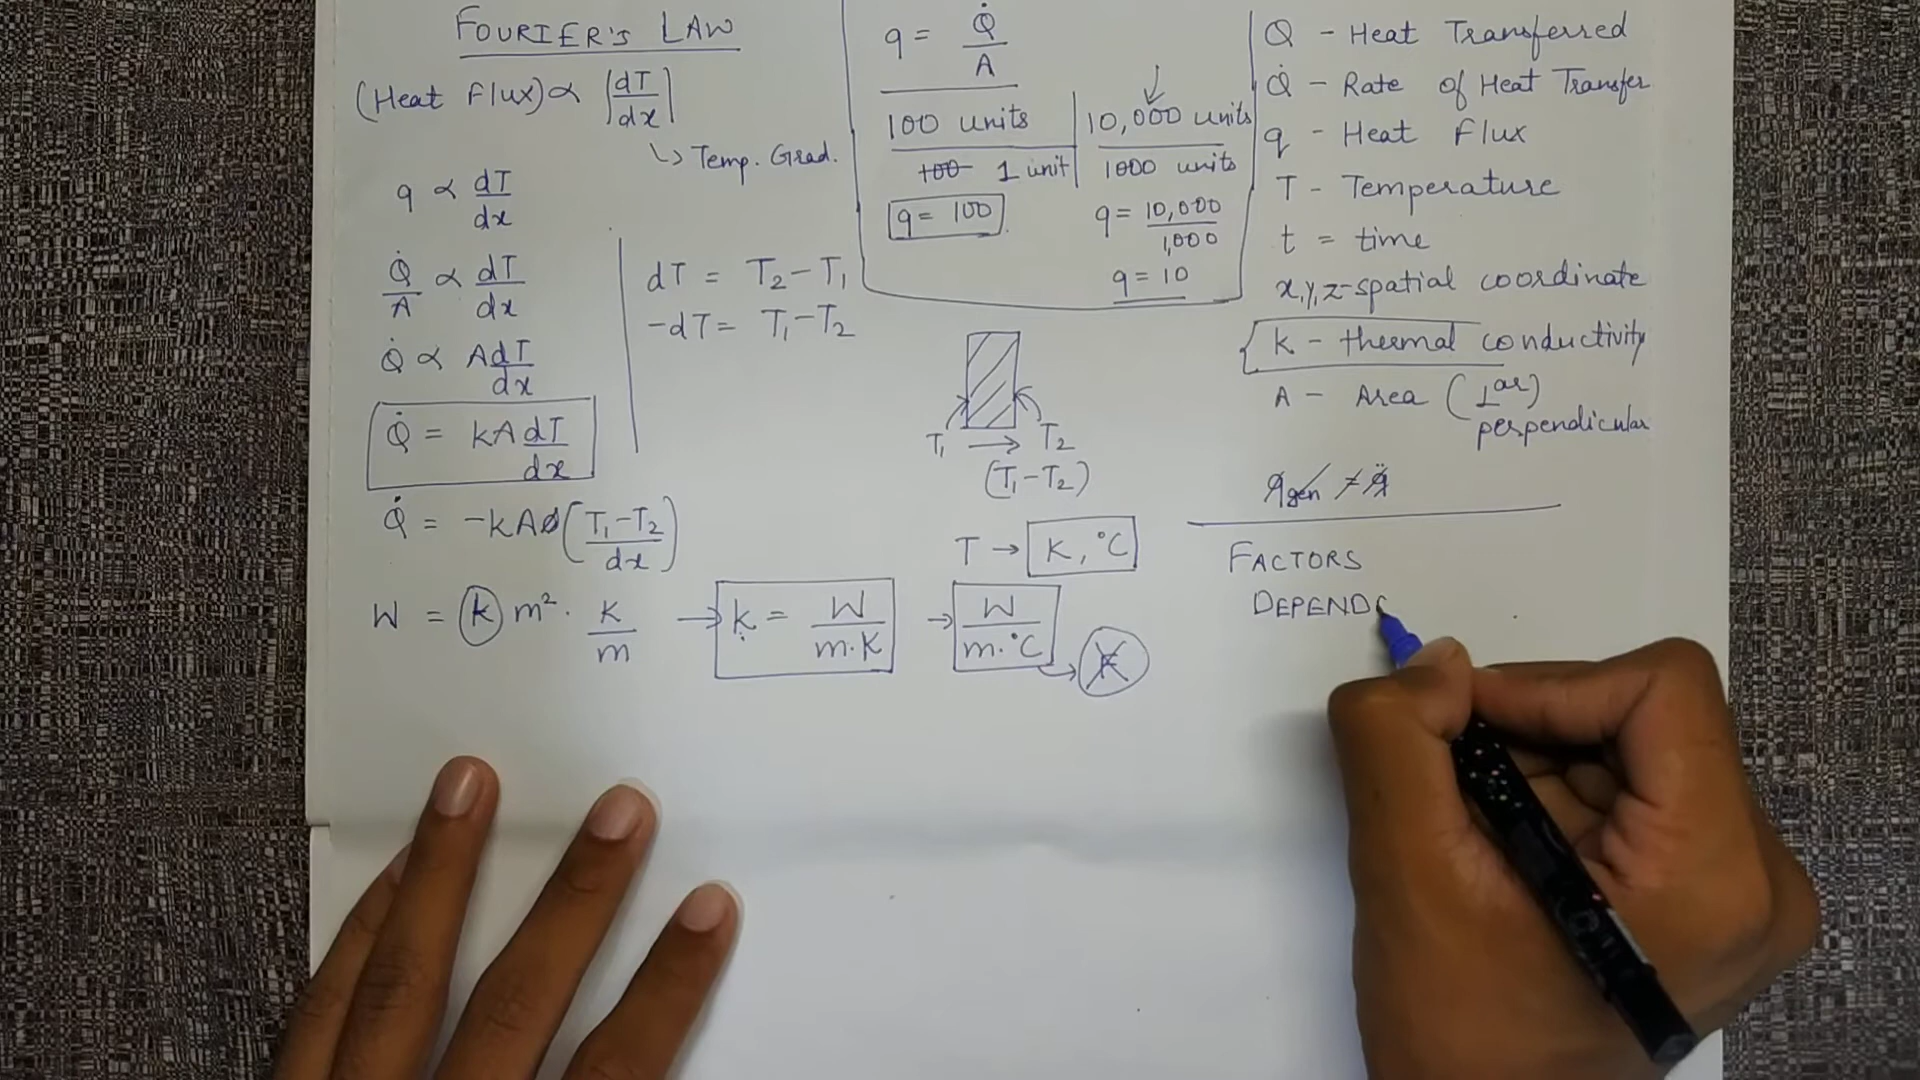 FOURIER'S LAW
(Heat Flux) ∝ |dT/dx|
↳ Temp. Grad.
q ∝ dT/dx
Q̇/A ∝ dT/dx
Q̇ ∝ A dT/dx
Q̇ = kA dT/dx
Q̇ = -kA (T₁-T₂/dx)
W = k m² · K/m → k = W/m·K → W/m·°C →
dT = T₂-T₁
-dT = T₁-T₂
q = Q̇/A
100 units
100 1 unit
q = 100
10,000 units
1000 units
q = 10,000/1,000
q = 10
T₁ → T₂
(T₁-T₂)
T → K, °C
Q - Heat Transferred
Q̇ - Rate of Heat Transfer
q - Heat Flux
T - Temperature
t = time
x,y,z-spatial coordinate
k - thermal conductivity
A - Area (⊥ar)
perpendicular
FACTORS
DEPENDS